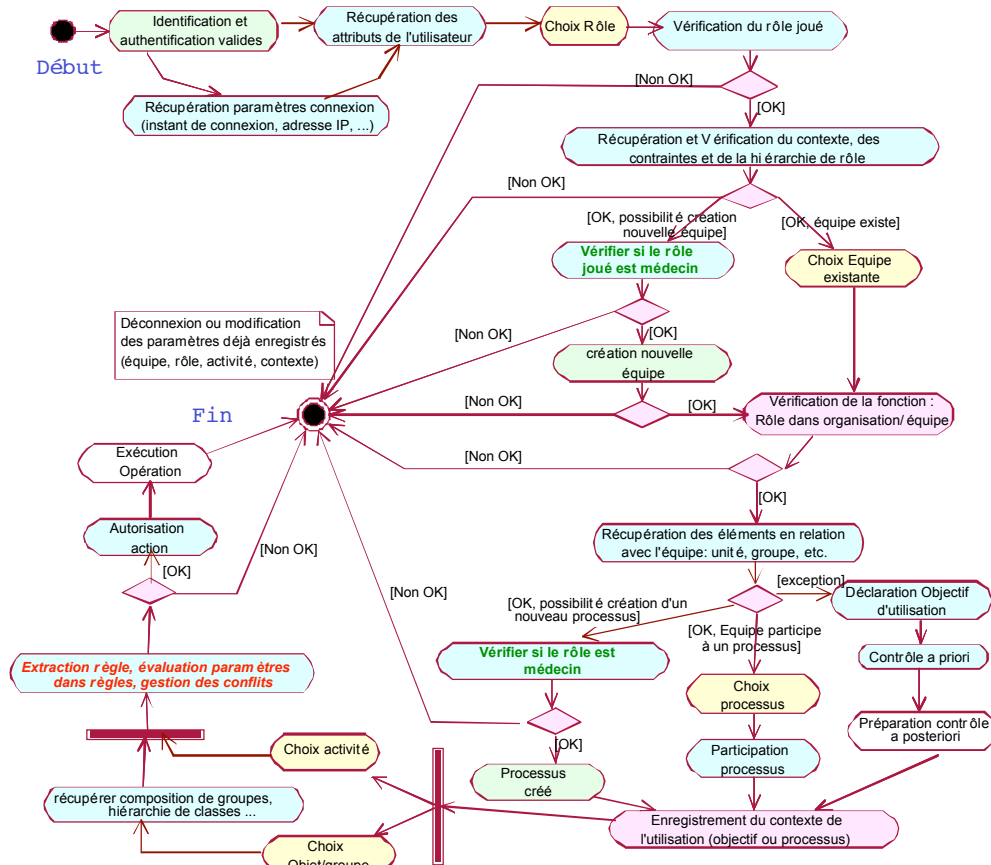 Identification et
authentification valides
Récupération des
attributs de l'utilisateur
Choix Rôle
Vérification du rôle joué
Début
[Non OK]
[OK]
Récupération paramètres connexion
(instant de connexion, adresse IP, ...)
Récupération et Vérification du contexte, des
contraintes et de la hiérarchie de rôle
[Non OK]
[OK, possibilité création
nouvelle équipe]
[OK, équipe existe]
Vérifier si le rôle
joué est médecin
Choix Equipe
existante
Déconnexion ou modification
des paramètres déjà enregistrés
(équipe, rôle, activité, contexte)
[Non OK]
[OK]
création nouvelle
équipe
Fin
[Non OK]
[OK]
Vérification de la fonction :
Rôle dans organisation/ équipe
Exécution
Opération
[Non OK]
[OK]
Autorisation
action
[Non OK]
[OK]
Récupération des éléments en relation
avec l'équipe: unité, groupe, etc.
[Non OK]
[exception]
[OK, possibilité création d'un
nouveau processus]
[OK, Equipe participe
à un processus]
Déclaration Objectif
d'utilisation
Vérifier si le rôle est
médecin
Contrôle a priori
Extraction règle, évaluation paramètres
dans règles, gestion des conflits
Choix
processus
Préparation contrôle
a posteriori
[OK]
Choix activité
Participation
processus
Processus
créé
récupérer composition de groupes,
hiérarchie de classes ...
Enregistrement du contexte de
l'utilisation (objectif ou processus)
Choix
Objet/groupe